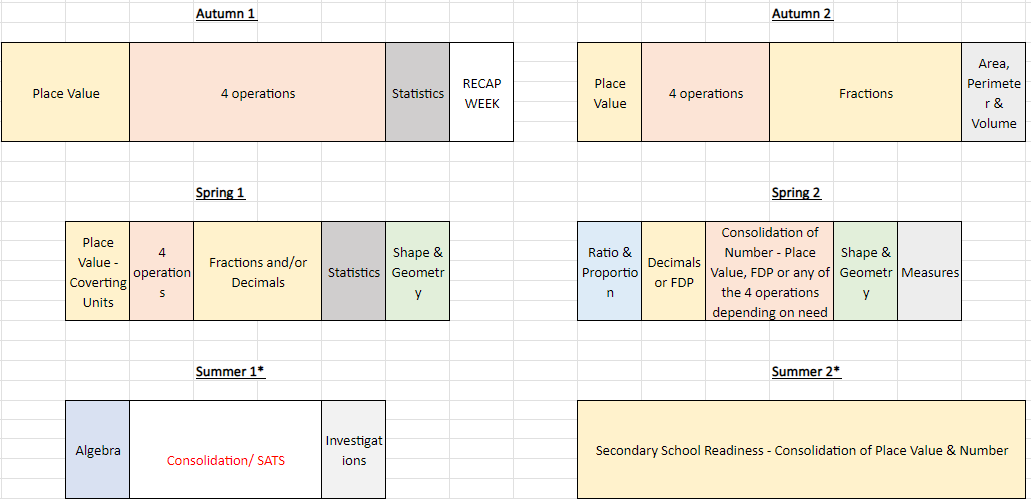 Autumn 1
Autumn 2
Place Value
4 operations
Statistics
RECAP
WEEK
Place
Value
4 operations
Fractions
Area,
Perimete
r &
Volume
Spring 1
Spring 2
Place
Value -
Coverting
Units
4
operation
s
Fractions and/or
Decimals
Statistics
Shape &
Geometr
y
Ratio &
Proportio
n
Decimals
or FDP
Consolidation of
Number - Place
Value, FDP or any of
the 4 operations
depending on need
Shape &
Geometr
y
Measures
Summer 1*
Summer 2*
Algebra
Consolidation/ SATS
Investigat
ions
Secondary School Readiness - Consolidation of Place Value & Number